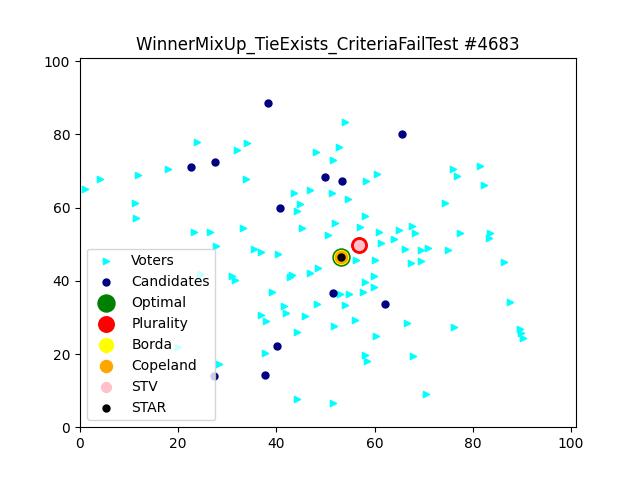 WinnerMixUp_TieExists_CriteriaFailTest #4683
100
80
60
40
20
0
Voters
Candidates
Optimal
Plurality
Borda
Copeland
STV
STAR
0 20 40 60 80 100